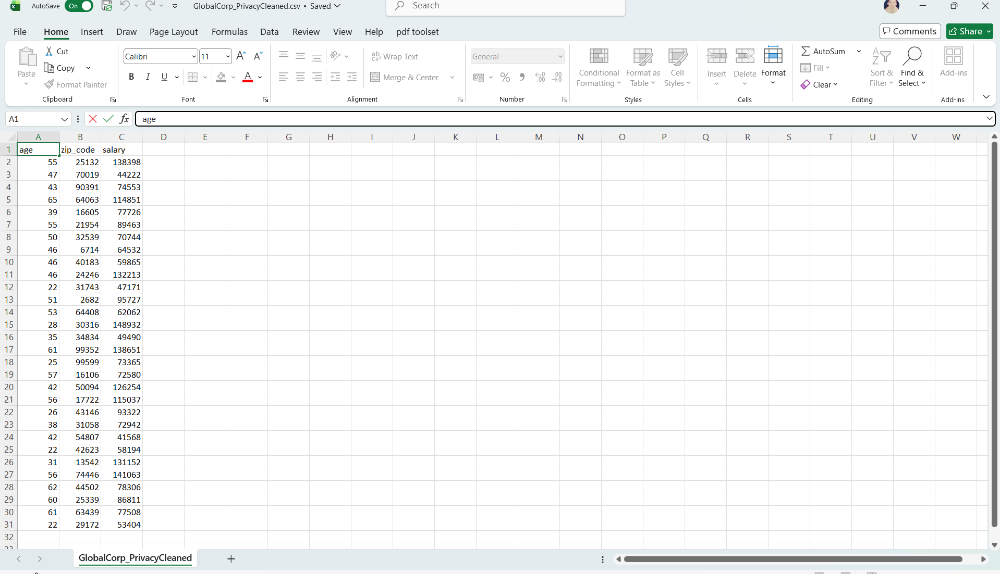 AutoSave On GlobalCorp_PrivacyCleaned.csv • Saved Search
File Home Insert Draw Page Layout Formulas Data Review View Help pdf toolset Comments Share
Paste Cut Copy Format Painter Clipboard
Calibri 11 A A B I U A Font
ab Wrap Text Merge & Center Alignment
General % Number
Conditional Formatting Format as Table Cell Styles Styles
Insert Delete Format Cells
AutoSum Fill Clear Sort & Filter Find & Select Editing
Add-ins Add-ins
A1 fx age
A B C D E F G H I J K L M N O P Q R S T U V W
1 age zip_code salary
2 55 25132 138398
3 47 70019 44222
4 43 90391 74553
5 65 64063 114851
6 39 16605 77726
7 55 21954 89463
8 50 32539 70744
9 46 6714 64532
10 46 40183 59865
11 46 24246 132213
12 22 31743 47171
13 51 2682 95727
14 53 64408 62062
15 28 30316 148932
16 35 34834 49490
17 61 99352 138651
18 25 99599 73365
19 57 16106 72580
20 42 50094 126254
21 56 17722 115037
22 26 43146 93322
23 38 31058 72942
24 42 54807 41568
25 22 42623 58194
26 31 13542 131152
27 56 74446 141063
28 62 44502 78306
29 60 25339 86811
30 61 63439 77508
31 22 29172 53404
32
GlobalCorp_PrivacyCleaned